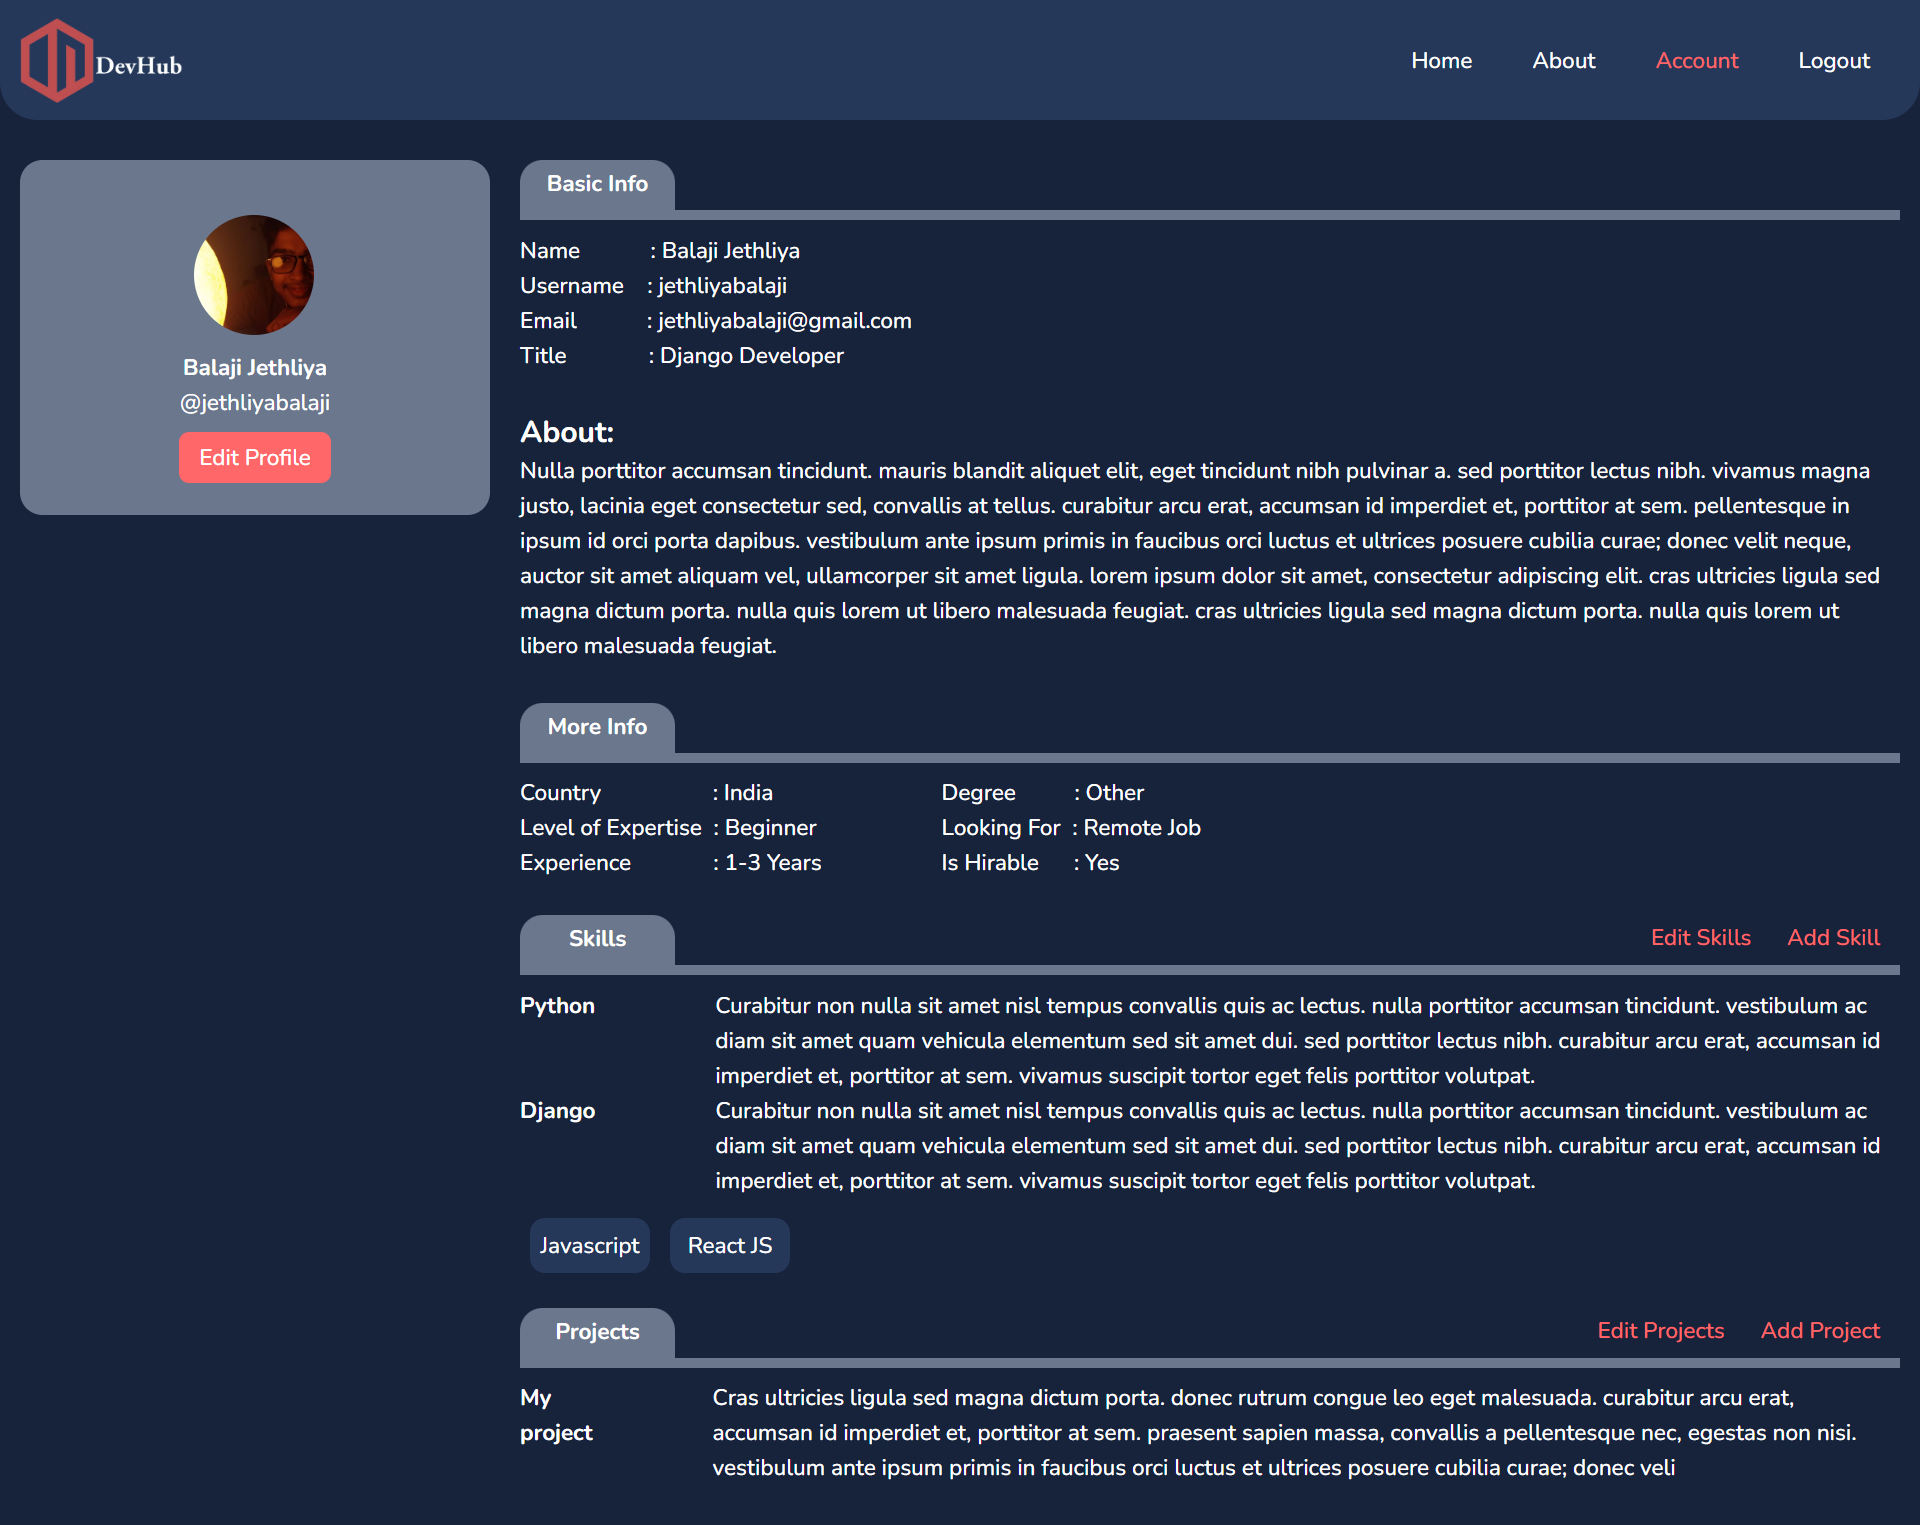 DevHub
Home About Account Logout
Balaji Jethliya
@jethliyabalaji
Edit Profile
Basic Info
Name : Balaji Jethliya
Username : jethliyabalaji
Email : jethliyabalaji@gmail.com
Title : Django Developer
About:
Nulla porttitor accumsan tincidunt. mauris blandit aliquet elit, eget tincidunt nibh pulvinar a. sed porttitor lectus nibh. vivamus magna
justo, lacinia eget consectetur sed, convallis at tellus. curabitur arcu erat, accumsan id imperdiet et, porttitor at sem. pellentesque in
ipsum id orci porta dapibus. vestibulum ante ipsum primis in faucibus orci luctus et ultrices posuere cubilia curae; donec velit neque,
auctor sit amet aliquam vel, ullamcorper sit amet ligula. lorem ipsum dolor sit amet, consectetur adipiscing elit. cras ultricies ligula sed
magna dictum porta. nulla quis lorem ut libero malesuada feugiat. cras ultricies ligula sed magna dictum porta. nulla quis lorem ut
libero malesuada feugiat.
More Info
Country : India Degree : Other
Level of Expertise : Beginner Looking For : Remote Job
Experience : 1-3 Years Is Hirable : Yes
Skills Edit Skills Add Skill
Python Curabitur non nulla sit amet nisl tempus convallis quis ac lectus. nulla porttitor accumsan tincidunt. vestibulum ac
diam sit amet quam vehicula elementum sed sit amet dui. sed porttitor lectus nibh. curabitur arcu erat, accumsan id
imperdiet et, porttitor at sem. vivamus suscipit tortor eget felis porttitor volutpat.
Django Curabitur non nulla sit amet nisl tempus convallis quis ac lectus. nulla porttitor accumsan tincidunt. vestibulum ac
diam sit amet quam vehicula elementum sed sit amet dui. sed porttitor lectus nibh. curabitur arcu erat, accumsan id
imperdiet et, porttitor at sem. vivamus suscipit tortor eget felis porttitor volutpat.
Javascript React JS
Projects Edit Projects Add Project
My Cras ultricies ligula sed magna dictum porta. donec rutrum congue leo eget malesuada. curabitur arcu erat,
project accumsan id imperdiet et, porttitor at sem. praesent sapien massa, convallis a pellentesque nec, egestas non nisi.
vestibulum ante ipsum primis in faucibus orci luctus et ultrices posuere cubilia curae; donec veli